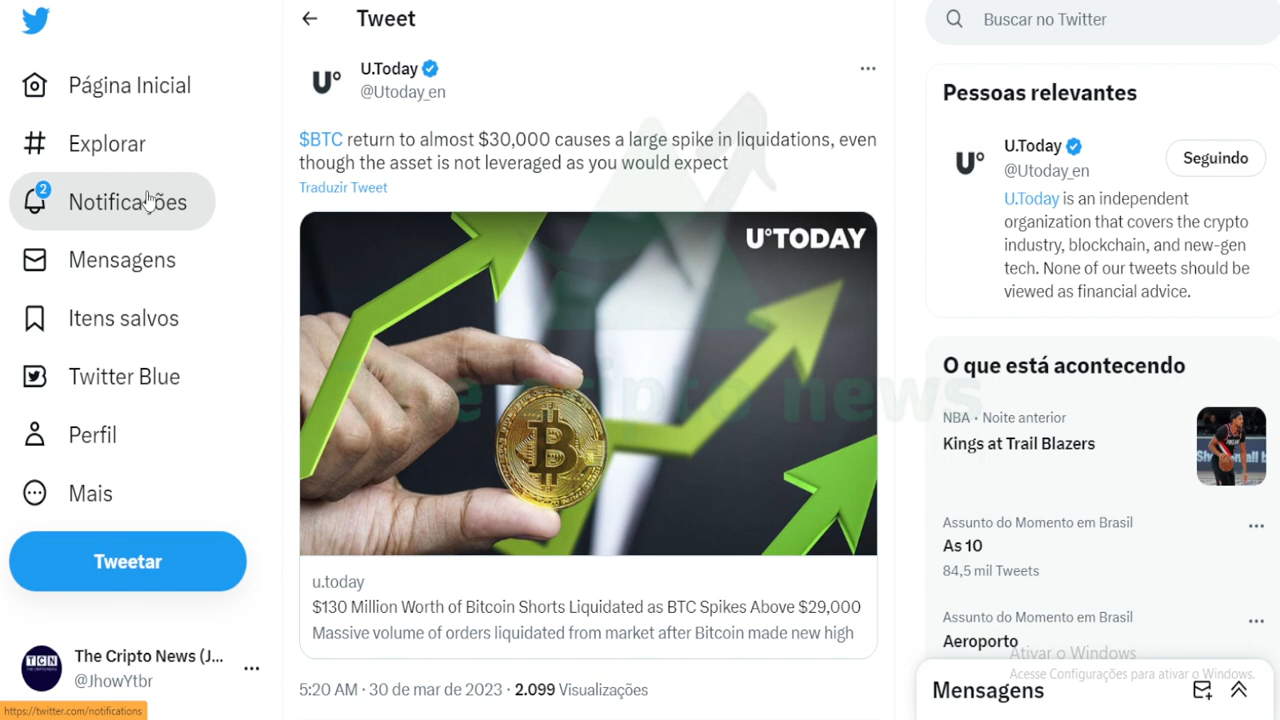 Página Inicial
Explorar
2
Notificações
Mensagens
Itens salvos
Twitter Blue
Perfil
Mais
Tweetar
TCN
The Cripto News (J...
@JhowYtbr
https://twitter.com/notifications
Tweet
U.Today
@Utoday_en
$BTC return to almost $30,000 causes a large spike in liquidations, even
though the asset is not leveraged as you would expect
Traduzir Tweet
U°TODAY
u.today
$130 Million Worth of Bitcoin Shorts Liquidated as BTC Spikes Above $29,000
Massive volume of orders liquidated from market after Bitcoin made new high
5:20 AM · 30 de mar de 2023 · 2.099 Visualizações
Buscar no Twitter
Pessoas relevantes
U.Today
@Utoday_en
Seguindo
U.Today is an independent
organization that covers the crypto
industry, blockchain, and new-gen
tech. None of our tweets should be
viewed as financial advice.
O que está acontecendo
NBA · Noite anterior
Kings at Trail Blazers
Assunto do Momento em Brasil
As 10
84,5 mil Tweets
Assunto do Momento em Brasil
Aeroporto
Ativar o Windows
Acesse Configurações para ativar o Windows.
Mensagens